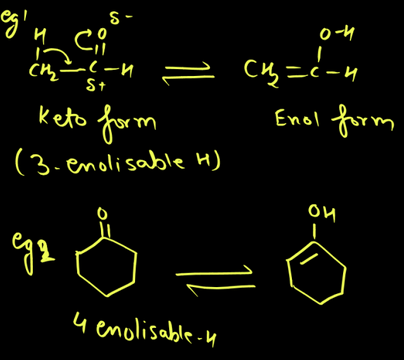 eg1
H O δ-
CH2 — C — H ⇌ CH2 = C — H
δ+ O-H
Keto form Enol form
(3-enolisable H)
eg2 O ⇌ OH
4 enolisable-H